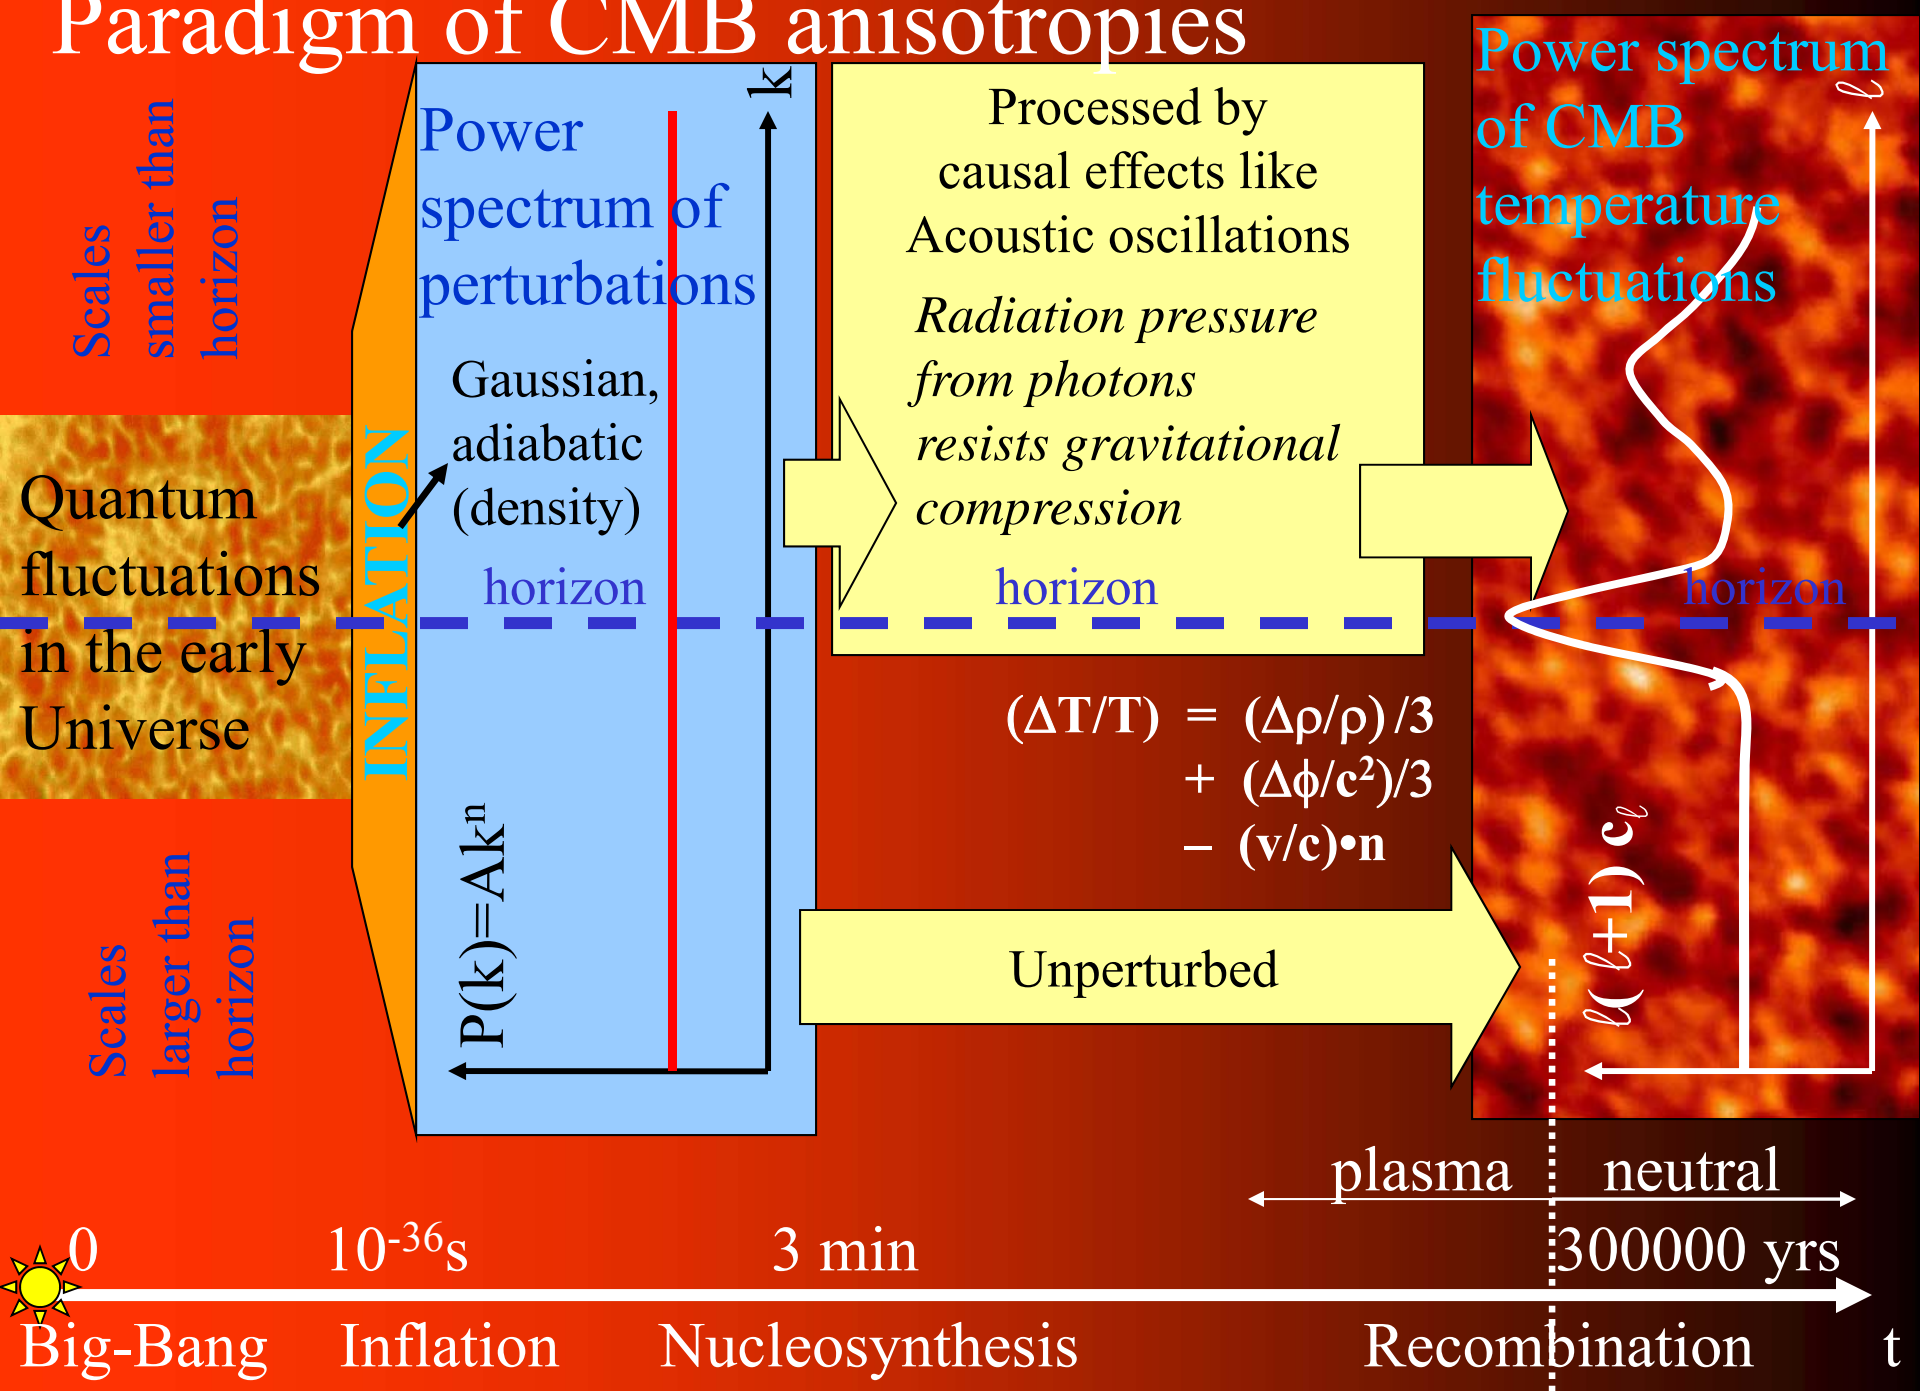 Paradigm of CMB anisotropies
Scales
smaller than
horizon
Quantum
fluctuations
in the early
Universe
Scales
larger than
horizon
INFLATION
Power
spectrum of
perturbations
k
Gaussian,
adiabatic
(density)
horizon
P(k)=Akⁿ
Processed by
causal effects like
Acoustic oscillations
Radiation pressure
from photons
resists gravitational
compression
horizon
(ΔT/T) = (Δρ/ρ) /3
+ (Δϕ/c²)/3
– (v/c)•n
Unperturbed
Power spectrum
of CMB
temperature
fluctuations
ℓ
horizon
ℓ( ℓ+1) cℓ
plasma neutral
0 10⁻³⁶s 3 min 300000 yrs
Big-Bang Inflation Nucleosynthesis Recombination t